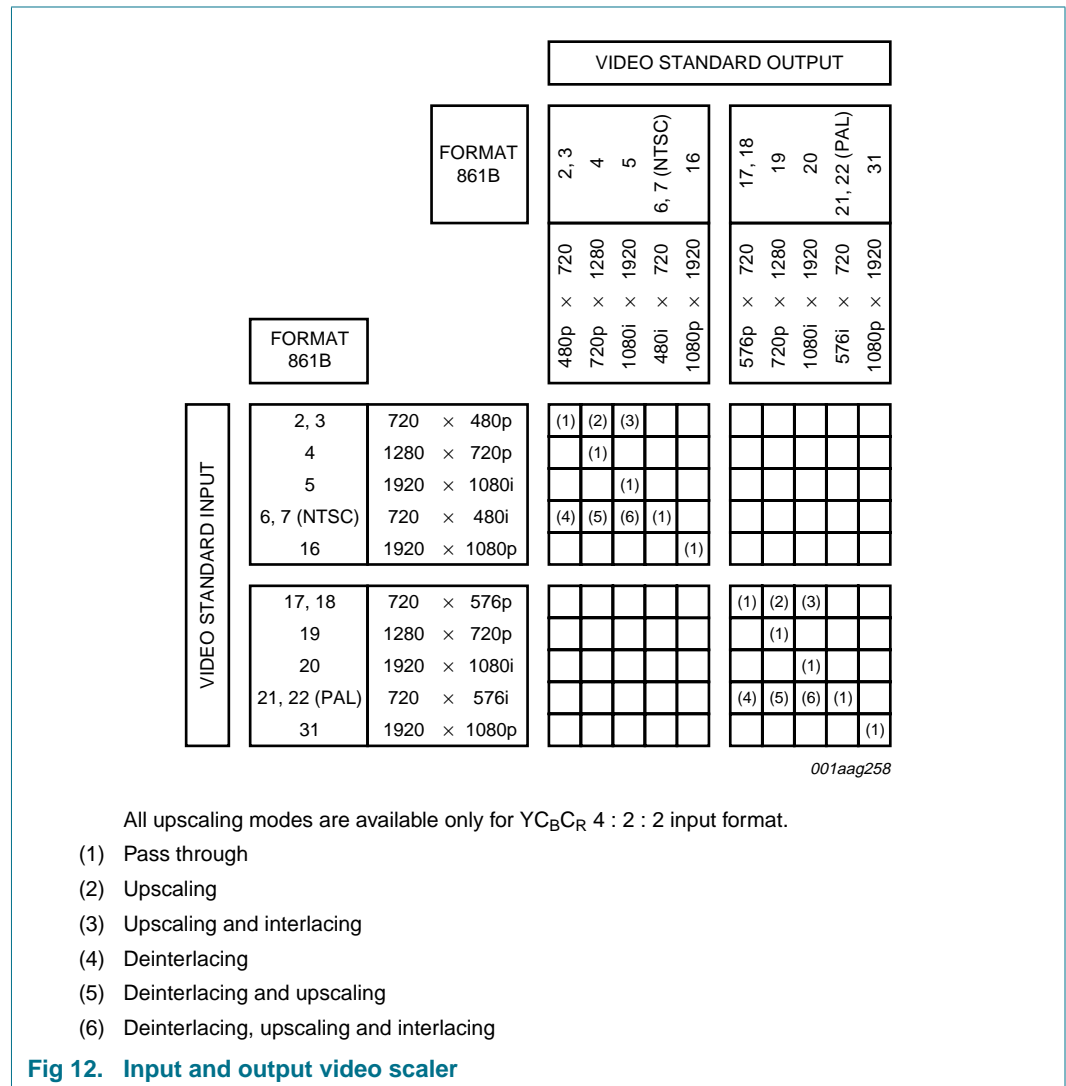 VIDEO STANDARD OUTPUT
FORMAT
861B
2, 3
4
5
6, 7 (NTSC)
16
17, 18
19
20
21, 22 (PAL)
31
480p × 720
720p × 1280
1080i × 1920
480i × 720
1080p × 1920
576p × 720
720p × 1280
1080i × 1920
576i × 720
1080p × 1920
FORMAT
861B
VIDEO STANDARD INPUT
2, 3 720 × 480p (1) (2) (3)
4 1280 × 720p (1)
5 1920 × 1080i (1)
6, 7 (NTSC) 720 × 480i (4) (5) (6) (1)
16 1920 × 1080p (1)
17, 18 720 × 576p (1) (2) (3)
19 1280 × 720p (1)
20 1920 × 1080i (1)
21, 22 (PAL) 720 × 576i (4) (5) (6) (1)
31 1920 × 1080p (1)
001aag258
All upscaling modes are available only for YCBCR 4 : 2 : 2 input format.
(1) Pass through
(2) Upscaling
(3) Upscaling and interlacing
(4) Deinterlacing
(5) Deinterlacing and upscaling
(6) Deinterlacing, upscaling and interlacing
Fig 12. Input and output video scaler